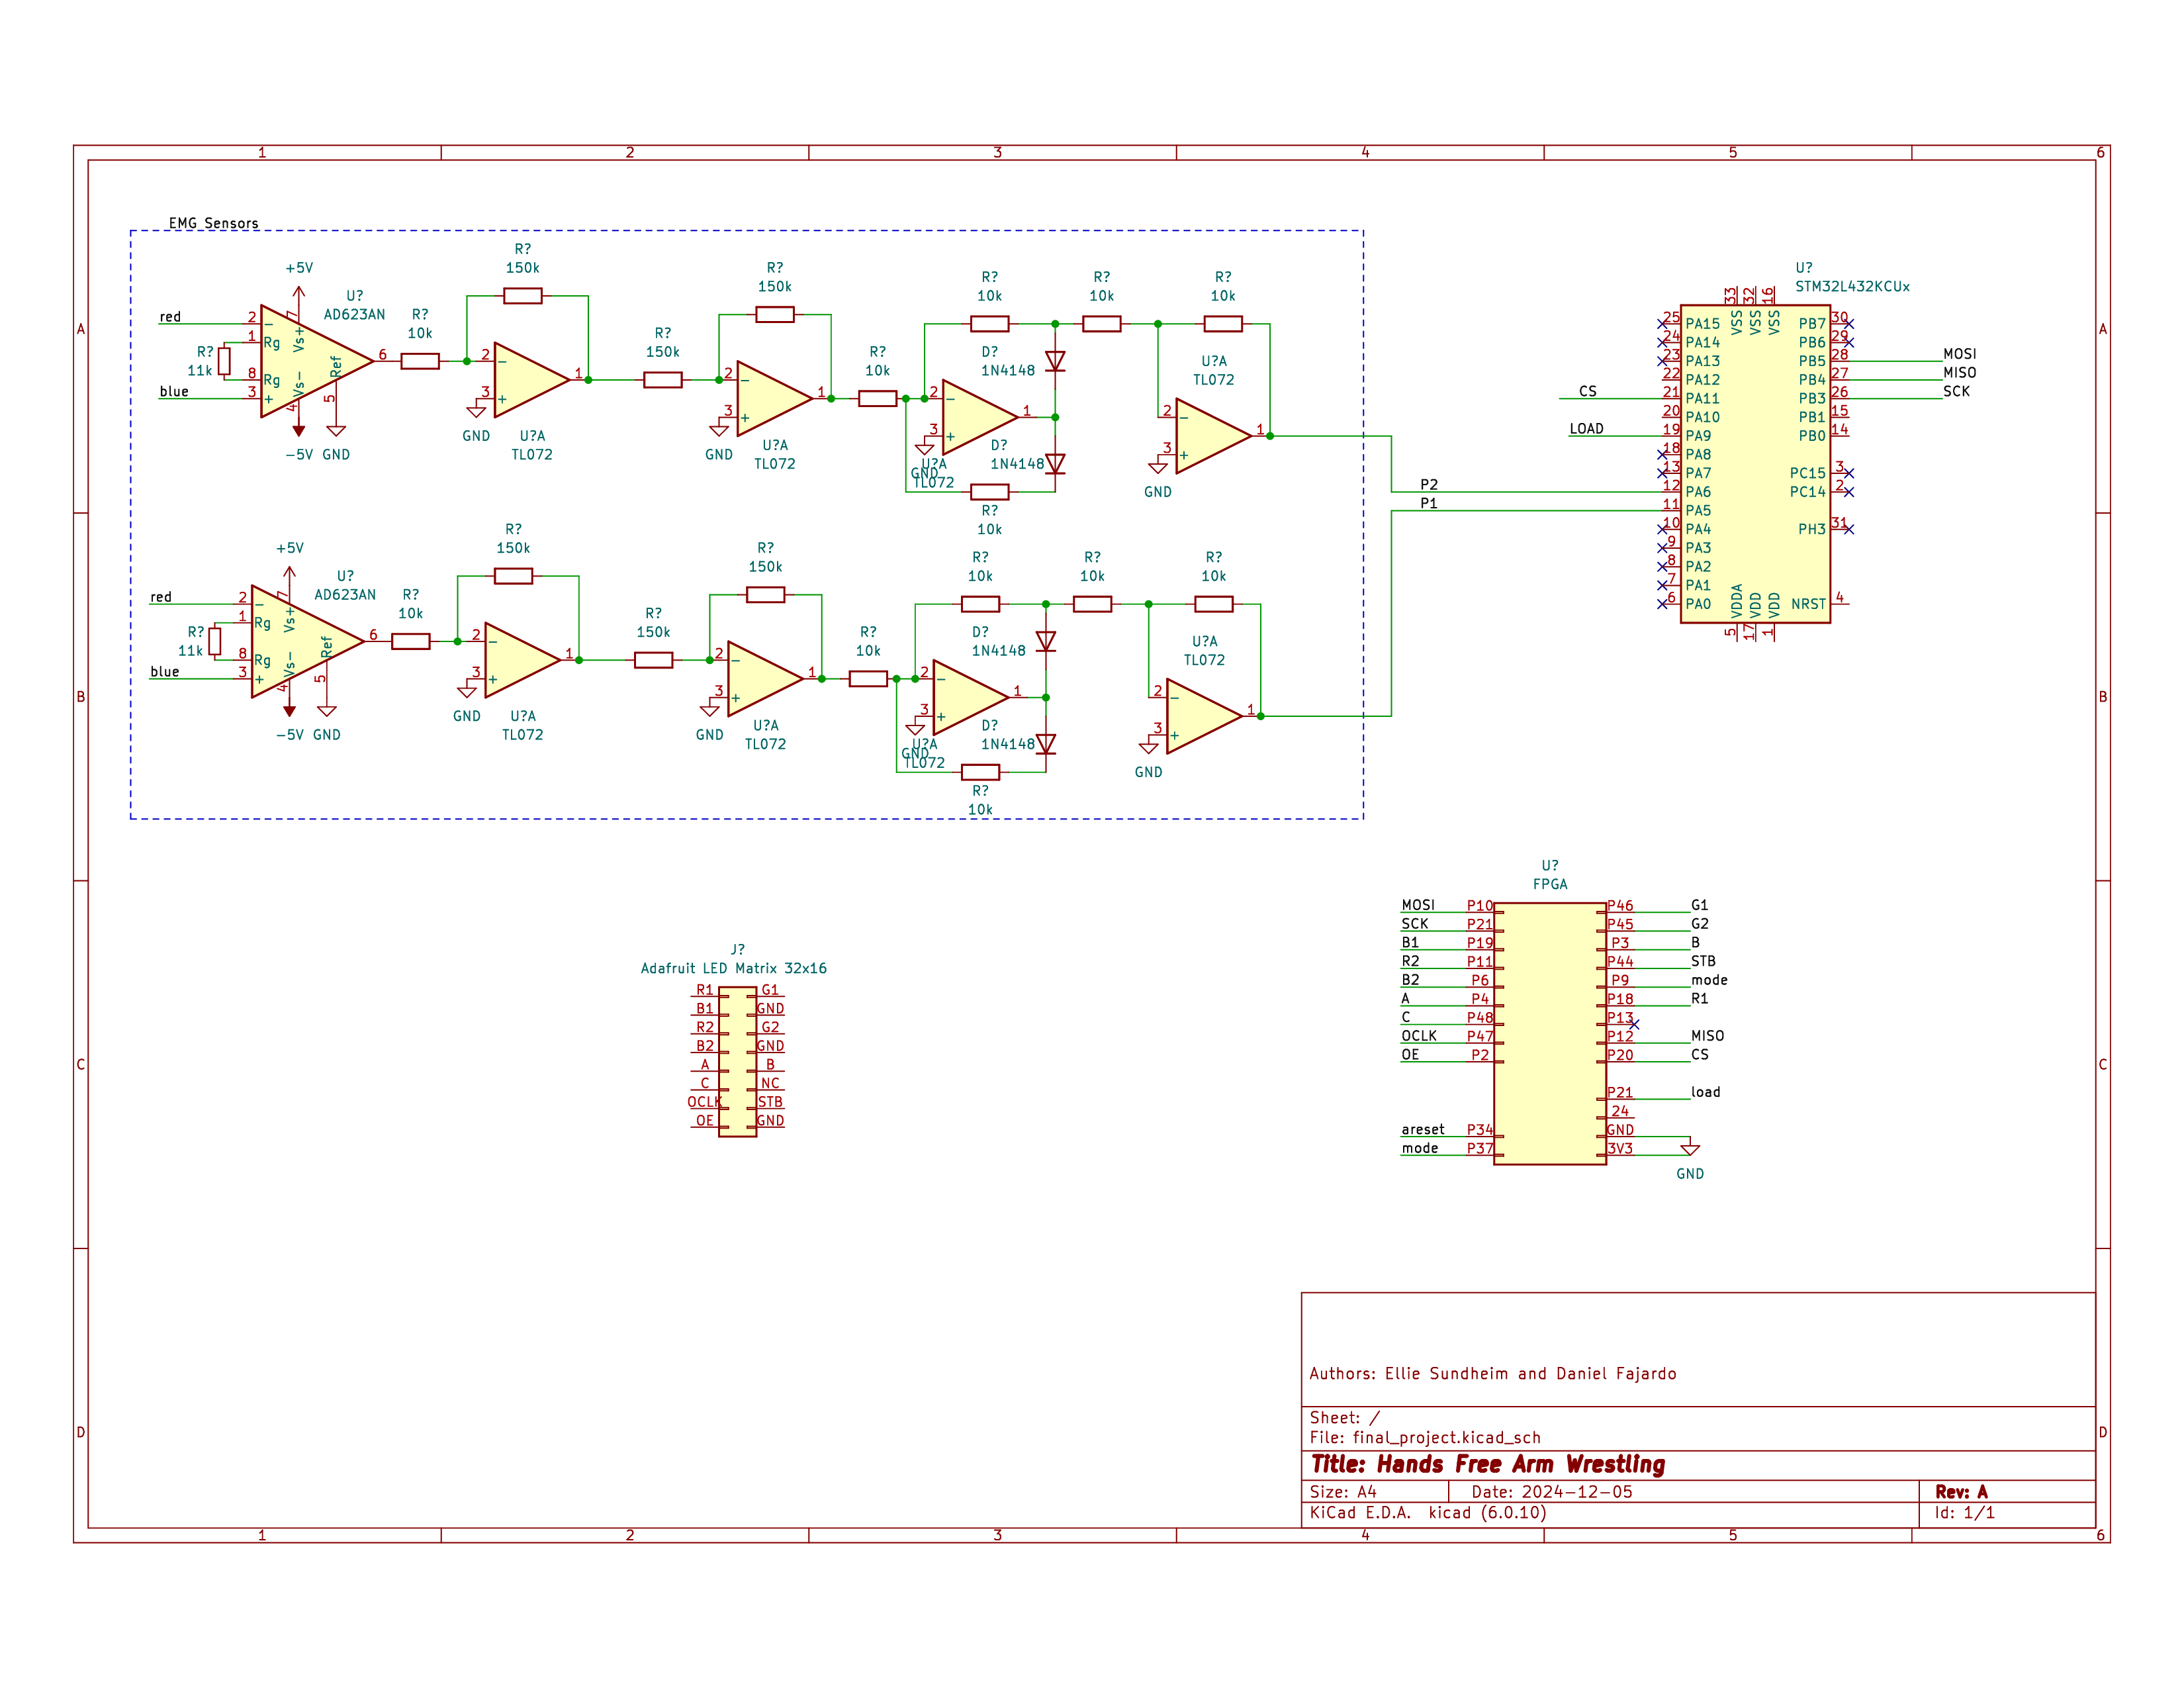 1 2 3 4 5 6
A
B
C
D
EMG Sensors
+5V
U?
AD623AN
red
blue
R?
11k
2 −
1 Rg
8 Rg
3 +
7 Vs+
4 Vs-
5 Ref
6
−5V
GND
R?
10k
R?
150k
2 −
3 +
1
GND
U?A
TL072
R?
150k
R?
150k
2 −
3 +
1
GND
U?A
TL072
R?
10k
R?
10k
2 −
3 +
1
GND
U?A
TL072
D?
1N4148
D?
1N4148
R?
10k
R?
10k
R?
10k
U?A
TL072
2 −
3 +
1
GND
+5V
U?
AD623AN
red
blue
R?
11k
2 −
1 Rg
8 Rg
3 +
7 Vs+
4 Vs-
5 Ref
6
−5V
GND
R?
10k
R?
150k
2 −
3 +
1
GND
U?A
TL072
R?
150k
R?
150k
2 −
3 +
1
GND
U?A
TL072
R?
10k
R?
10k
2 −
3 +
1
GND
U?A
TL072
D?
1N4148
D?
1N4148
R?
10k
R?
10k
R?
10k
U?A
TL072
2 −
3 +
1
GND
P2
P1
U?
STM32L432KCUx
33 VSS
32 VSS
16 VSS
25 PA15
24 PA14
23 PA13
22 PA12
CS 21 PA11
20 PA10
LOAD 19 PA9
18 PA8
13 PA7
12 PA6
11 PA5
10 PA4
9 PA3
8 PA2
7 PA1
6 PA0
PB7 30
PB6 29
PB5 28 MOSI
PB4 27 MISO
PB3 26 SCK
PB1 15
PB0 14
PC15 3
PC14 2
PH3 31
NRST 4
5 VDDA
17 VDD
1 VDD
U?
FPGA
MOSI P10 P46 G1
SCK P21 P45 G2
B1 P19 P3 B
R2 P11 P44 STB
B2 P6 P9 mode
A P4 P18 R1
C P48 P13
OCLK P47 P12 MISO
OE P2 P20 CS
P21 load
24
areset P34 GND
mode P37 3V3
GND
J?
Adafruit LED Matrix 32x16
R1 G1
B1 GND
R2 G2
B2 GND
A B
C NC
OCLK STB
OE GND
Authors: Ellie Sundheim and Daniel Fajardo
Sheet: /
File: final_project.kicad_sch
Title: Hands Free Arm Wrestling
Size: A4 Date: 2024-12-05 Rev: A
KiCad E.D.A. kicad (6.0.10) Id: 1/1
1 2 3 4 5 6
A
B
C
D